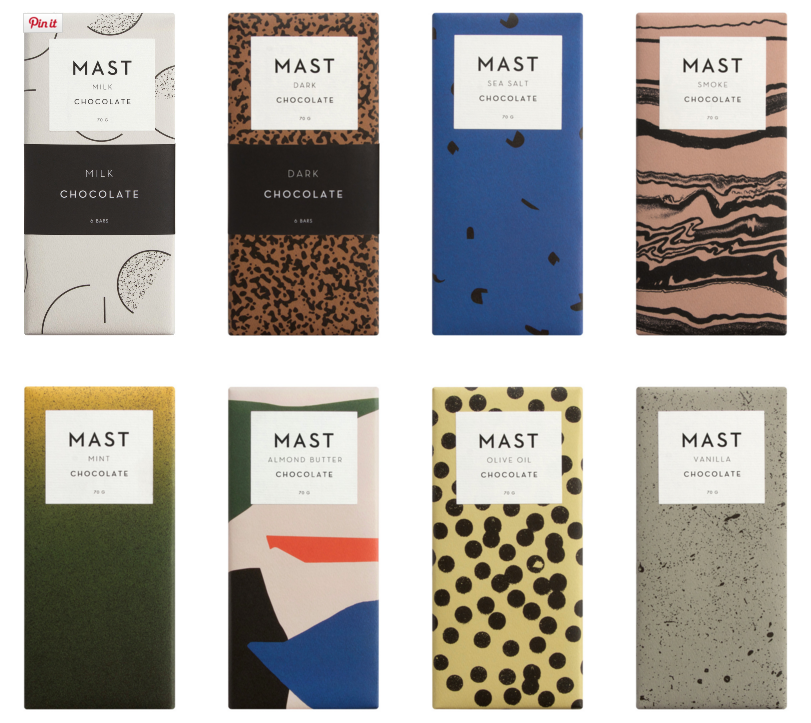 Pin it
MAST
MILK
CHOCOLATE
70 G
MILK
CHOCOLATE
6 BARS
MAST
DARK
CHOCOLATE
70 G
DARK
CHOCOLATE
6 BARS
MAST
SEA SALT
CHOCOLATE
70 G
MAST
SMOKE
CHOCOLATE
70 G
MAST
MINT
CHOCOLATE
70 G
MAST
ALMOND BUTTER
CHOCOLATE
70 G
MAST
OLIVE OIL
CHOCOLATE
70 G
MAST
VANILLA
CHOCOLATE
70 G